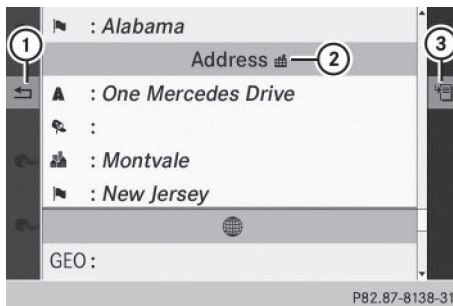 : Alabama
1
Address
2
3
: One Mercedes Drive
:
: Montvale
: New Jersey
GEO:
P82.87-8138-31